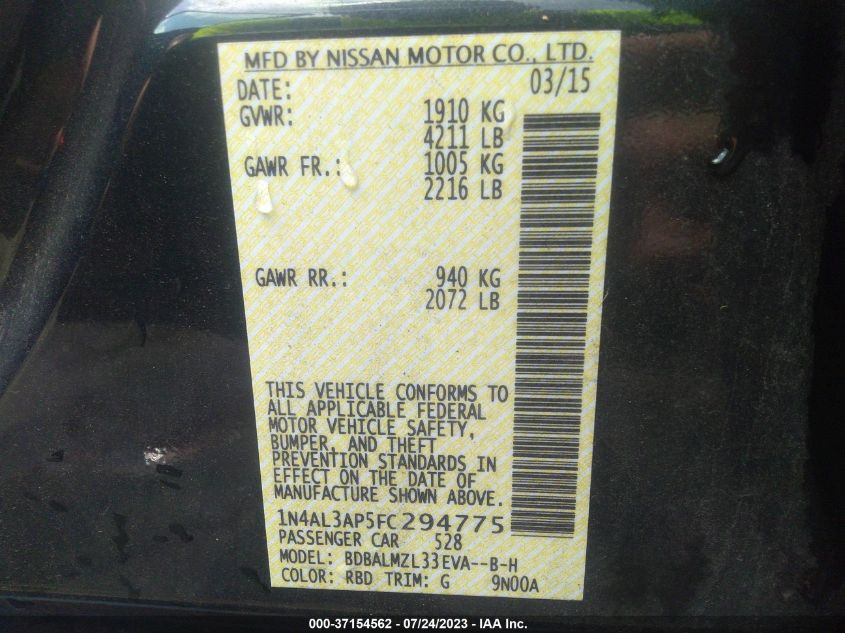 MFD BY NISSAN MOTOR CO., LTD.
DATE: 03/15
GVWR: 1910 KG
4211 LB
GAWR FR.: 1005 KG
2216 LB
GAWR RR.: 940 KG
2072 LB
THIS VEHICLE CONFORMS TO
ALL APPLICABLE FEDERAL
MOTOR VEHICLE SAFETY,
BUMPER, AND THEFT
PREVENTION STANDARDS IN
EFFECT ON THE DATE OF
MANUFACTURE SHOWN ABOVE.
1N4AL3AP5FC294775
PASSENGER CAR 528
MODEL: BDBALMZL33EVA--B-H
COLOR: RBD TRIM: G 9N00A
000-37154562 - 07/24/2023 - IAA Inc.